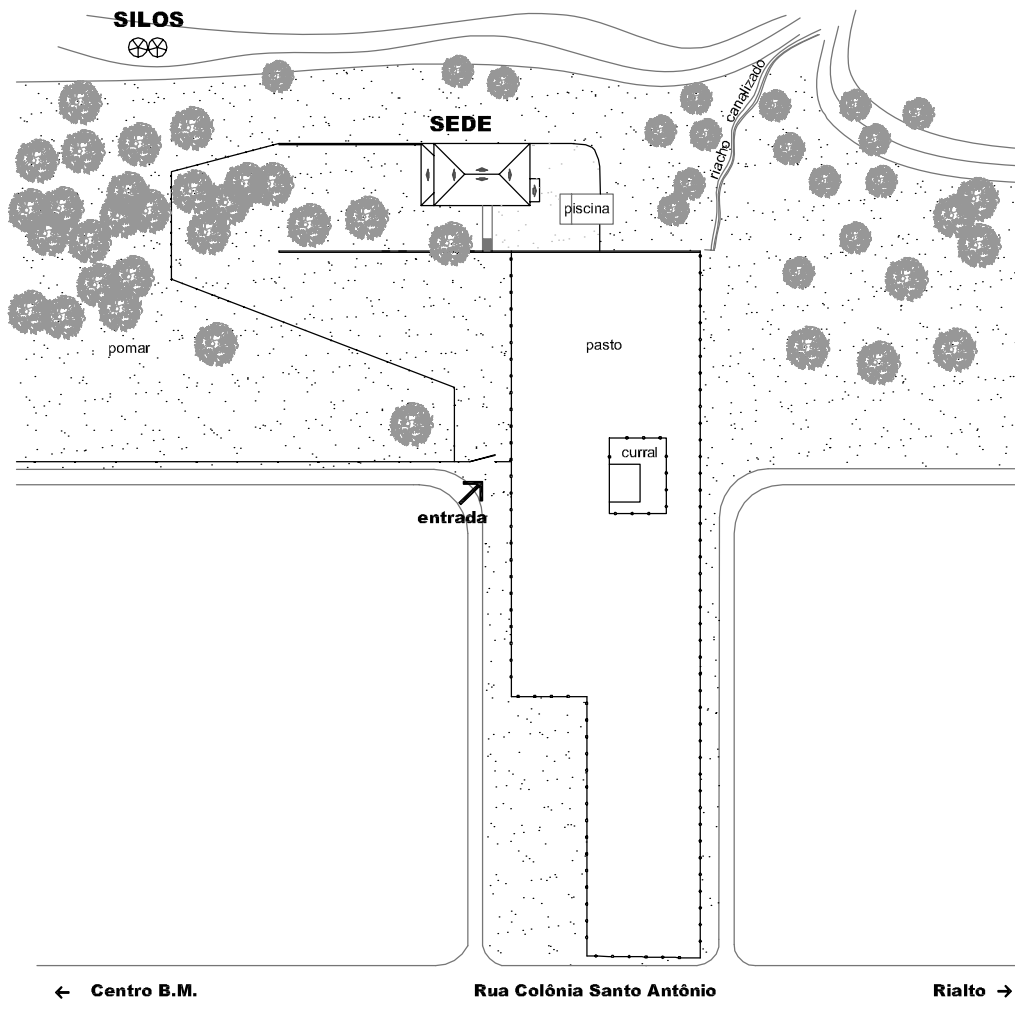 SILOS
SEDE
riacho canalizado
piscina
pomar
pasto
curral
entrada
← Centro B.M.
Rua Colônia Santo Antônio
Rialto →